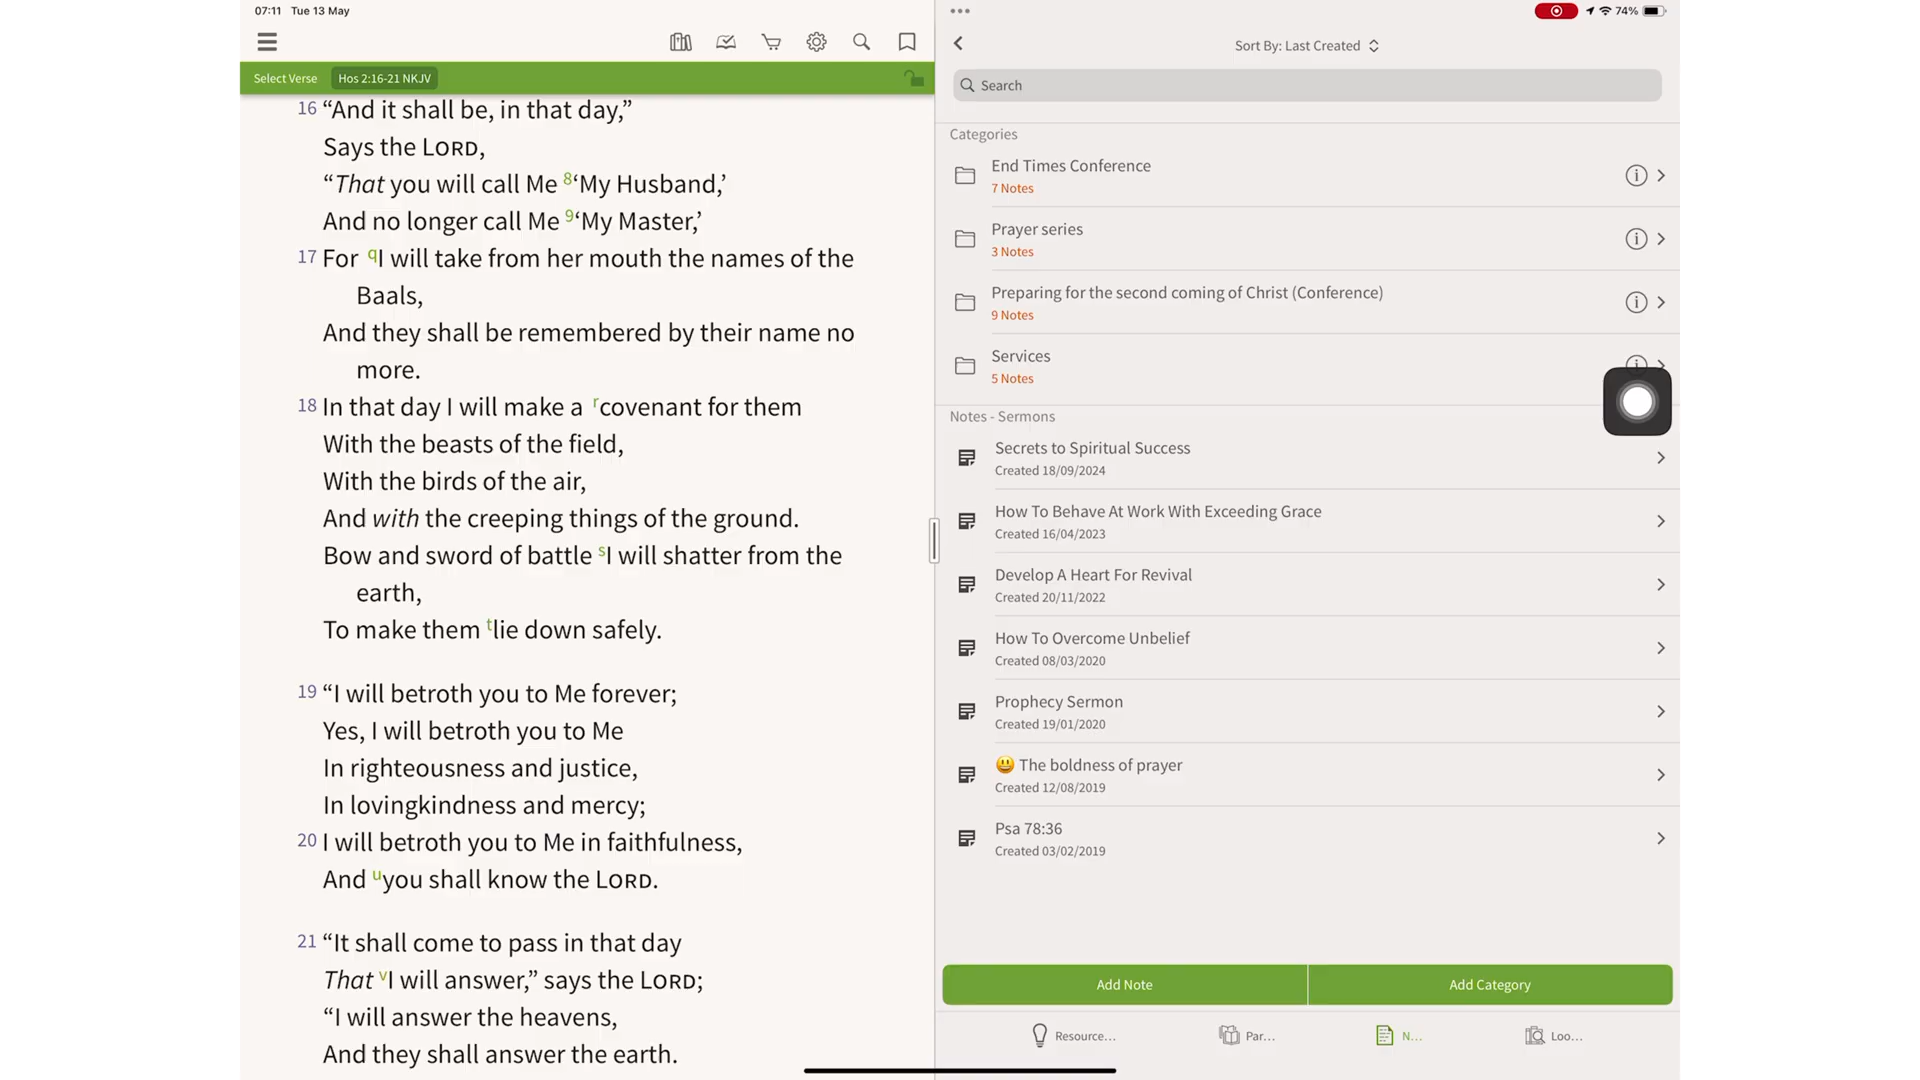 07:11 Tue 13 May
Select Verse Hos 2:16-21 NKJV
16 “And it shall be, in that day,”
Says the LORD,
“That you will call Me 8‘My Husband,’
And no longer call Me 9‘My Master,’
17 For qI will take from her mouth the names of the
Baals,
And they shall be remembered by their name no
more.
18 In that day I will make a rcovenant for them
With the beasts of the field,
With the birds of the air,
And with the creeping things of the ground.
Bow and sword of battle sI will shatter from the
earth,
To make them tlie down safely.
19 “I will betroth you to Me forever;
Yes, I will betroth you to Me
In righteousness and justice,
In lovingkindness and mercy;
20 I will betroth you to Me in faithfulness,
And uyou shall know the LORD.
21 “It shall come to pass in that day
That vI will answer,” says the LORD;
“I will answer the heavens,
And they shall answer the earth.
74%
Sort By: Last Created
Search
Categories
End Times Conference
7 Notes
Prayer series
3 Notes
Preparing for the second coming of Christ (Conference)
9 Notes
Services
5 Notes
Notes - Sermons
Secrets to Spiritual Success
Created 18/09/2024
How To Behave At Work With Exceeding Grace
Created 16/04/2023
Develop A Heart For Revival
Created 20/11/2022
How To Overcome Unbelief
Created 08/03/2020
Prophecy Sermon
Created 19/01/2020
😃 The boldness of prayer
Created 12/08/2019
Psa 78:36
Created 03/02/2019
Add Note Add Category
Resource... Par... N... Loo...